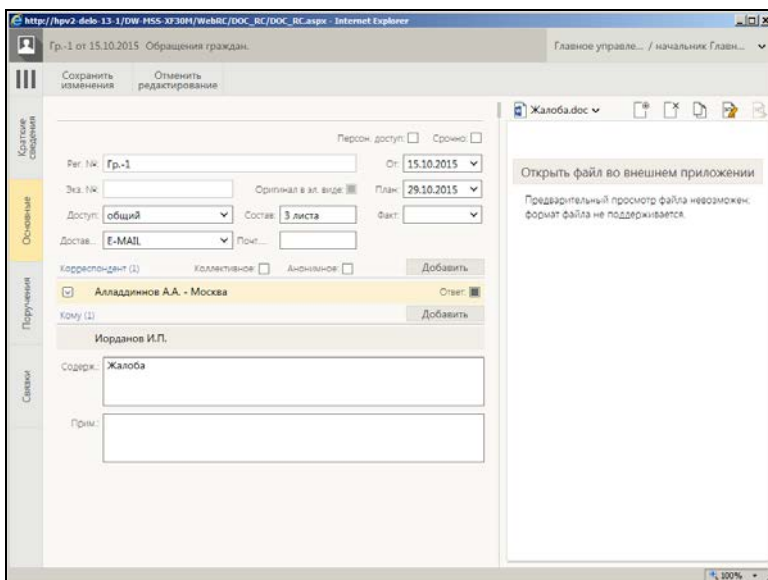 http://hpv2-delo-13-1/DW-MSS-XF30M/WebRC/DOC_RC/DOC_RC.aspx - Internet Explorer
Гр.-1 от 15.10.2015 Обращения граждан.
Главное управле... / начальник Главн...
Сохранить изменения
Отменить редактирование
Краткие сведения
Основные
Поручения
Связки
Персон. доступ:
Срочно:
Рег. №: Гр.-1
От: 15.10.2015
Экз. №:
Оригинал в эл. виде:
План: 29.10.2015
Доступ: общий
Состав: 3 листа
Факт:
Достав... E-MAIL
Почт....
Корреспондент (1)
Коллективное:
Анонимное:
Добавить
Алладдиннов А.А. - Москва
Ответ:
Кому (1)
Добавить
Иорданов И.П.
Содерж.: Жалоба
Прим.:
Жалоба.doc
Открыть файл во внешнем приложении
Предварительный просмотр файла невозможен:
формат файла не поддерживается.
100%